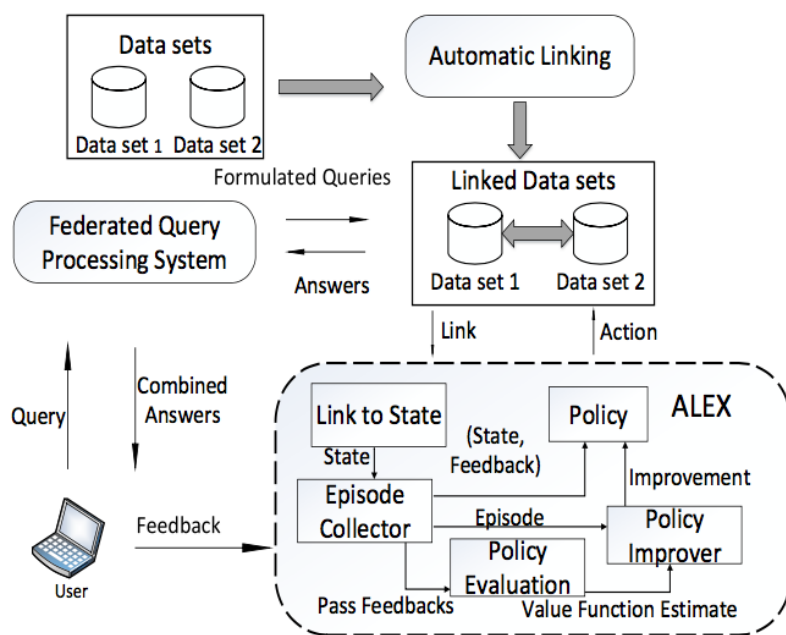 Data sets
Data set 1
Data set 2
Automatic Linking
Formulated Queries
Linked Data sets
Data set 1
Data set 2
Federated Query
Processing System
Answers
Link
Action
Query
Combined
Answers
ALEX
Link to State
Policy
(State,
Feedback)
State
Improvement
Episode
Collector
Episode
Policy
Improver
Feedback
Policy
Evaluation
Pass Feedbacks
Value Function Estimate
User